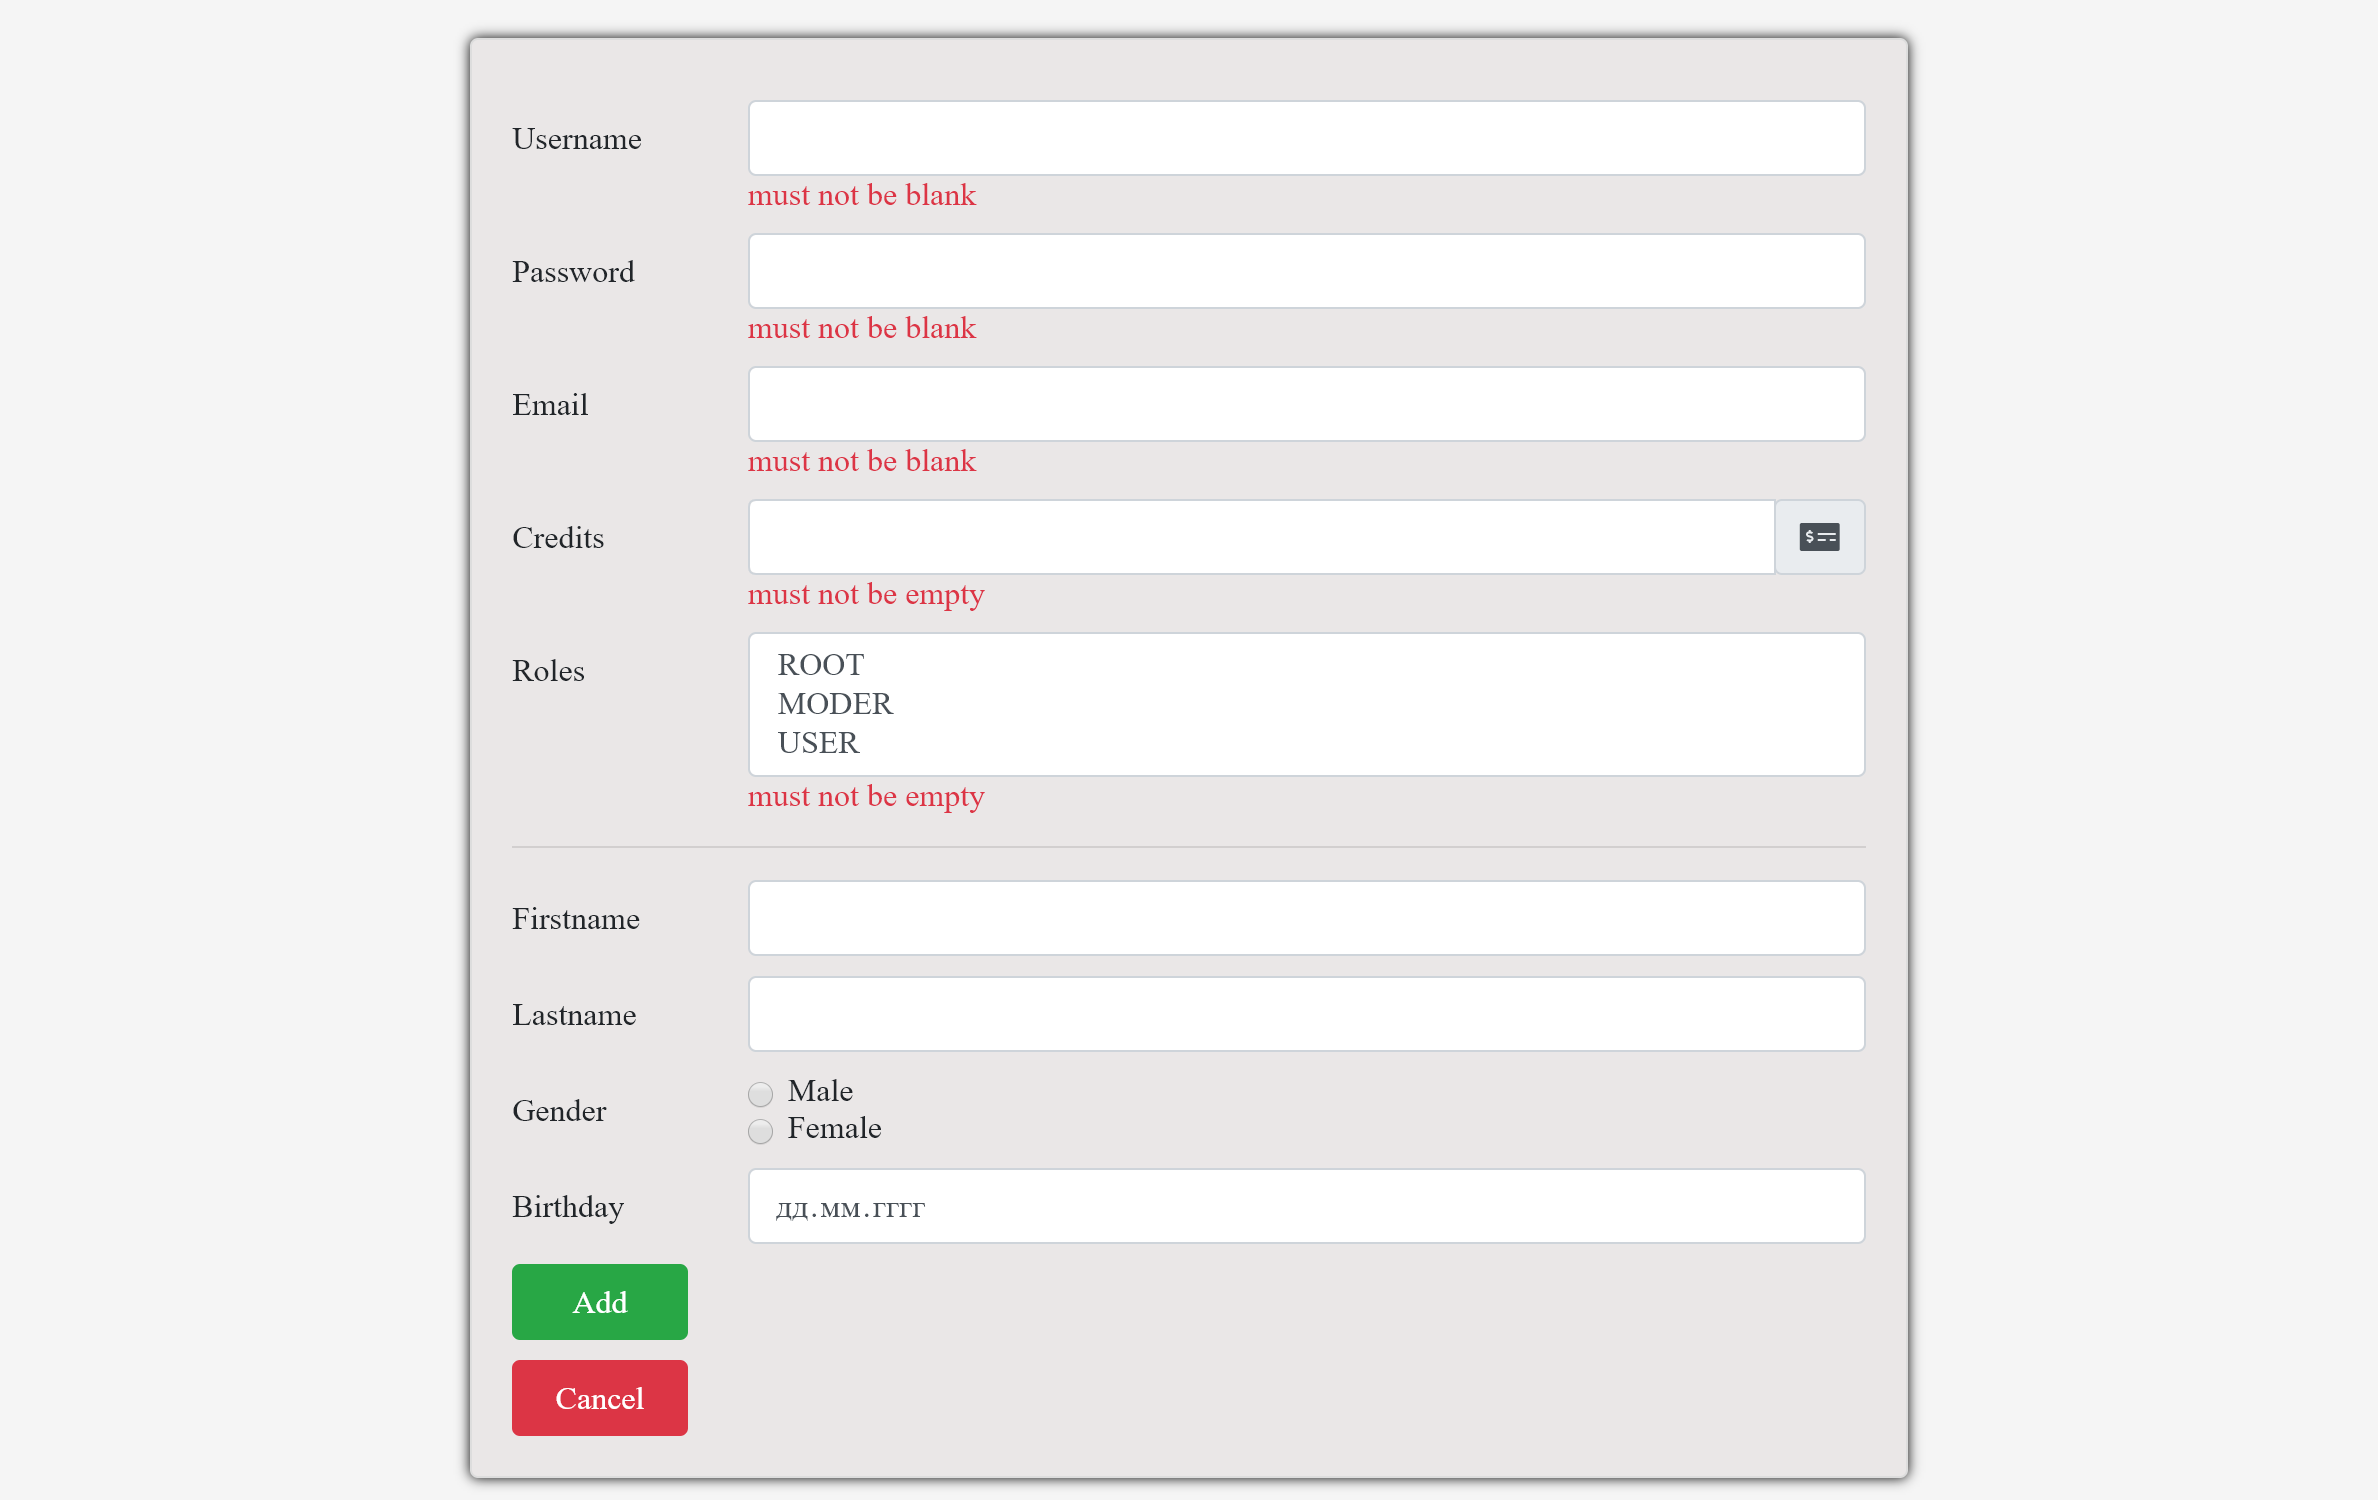 Username
must not be blank
Password
must not be blank
Email
must not be blank
Credits
$
must not be empty
Roles
ROOT
MODER
USER
must not be empty
Firstname
Lastname
Gender
Male
Female
Birthday
дд.мм.гггг
Add
Cancel